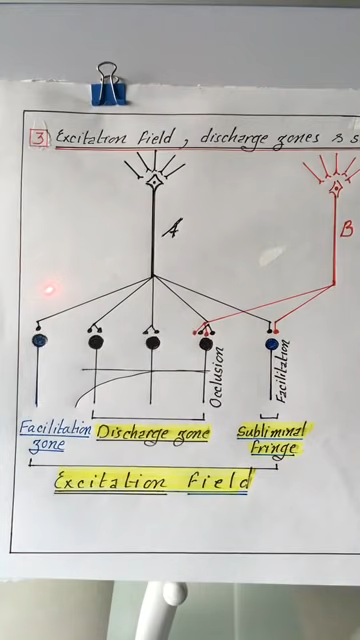 3 Excitation field, discharge zones & s
A
B
Occlusion
Facilitation
Facilitation
zone
Discharge zone
Subliminal
fringe
Excitation field